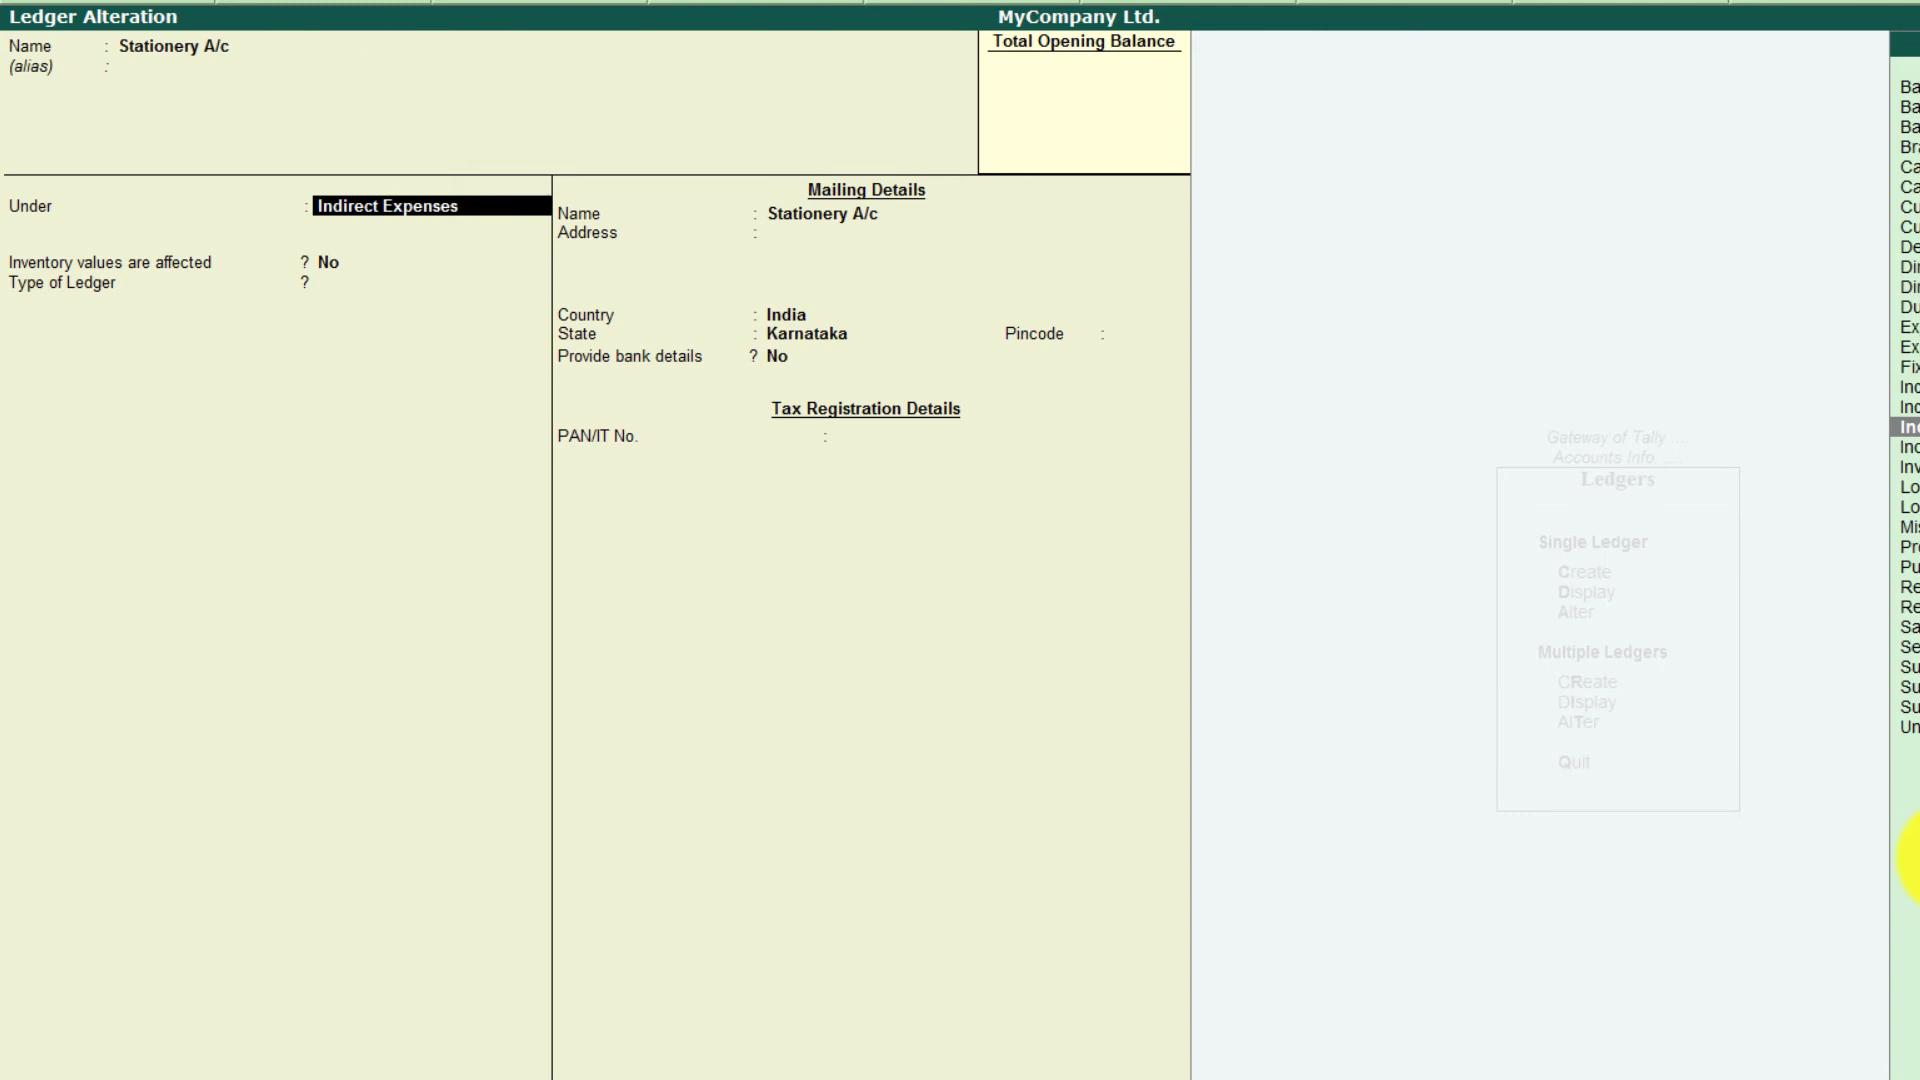 Ledger Alteration
MyCompany Ltd.
Name : Stationery A/c
(alias) :
Total Opening Balance
Under : Indirect Expenses
Inventory values are affected ? No
Type of Ledger ?
Mailing Details
Name : Stationery A/c
Address :
Country : India
State : Karnataka Pincode :
Provide bank details ? No
Tax Registration Details
PAN/IT No. :
Gateway of Tally ....
Accounts Info. ....
Ledgers
Single Ledger
Create
Display
Alter
Multiple Ledgers
CReate
DIsplay
AlTer
Quit